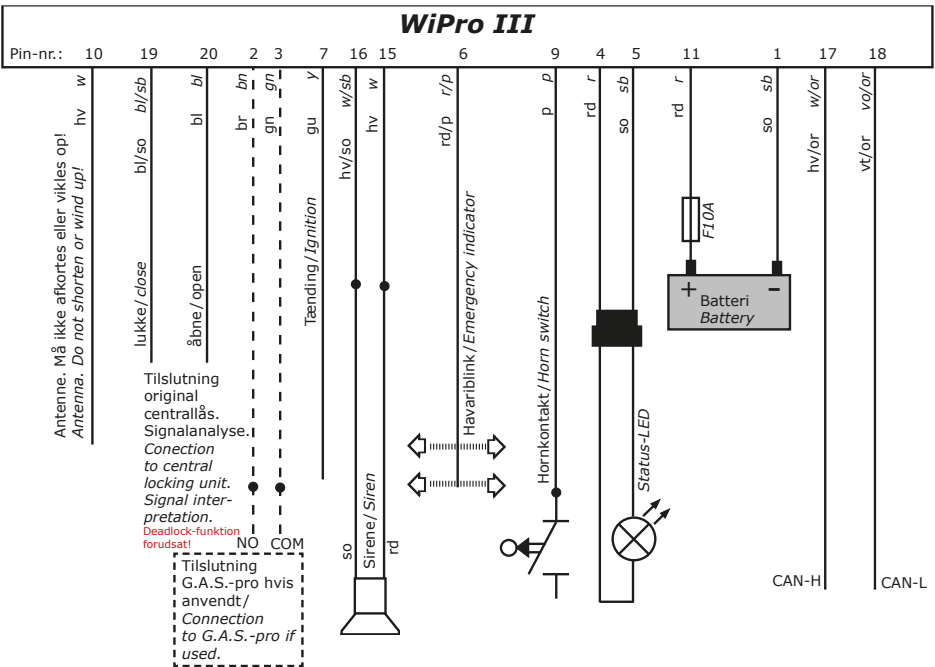 WiPro III
Pin-nr.: 10 19 20 2 3 7 16 15 6 9 4 5 11 1 17 18
w bl/sb bl bn gn y w/sb w r/p p r sb r sb w/or vo/or
hv bl/so bl br gn gu hv/so hv rd/p p rd so rd so hv/or vt/or
Antenne. Må ikke afkortes eller vikles op!
Antenna. Do not shorten or wind up!
lukke/close
åbne/open
Tilslutning
original
centrallås.
Signalanalyse.
Conection
to central
locking unit.
Signal inter-
pretation.
Deadlock-funktion
forudsat!
NO COM
Tilslutning
G.A.S.-pro hvis
anvendt/
Connection
to G.A.S.-pro if
used.
Tænding/Ignition
so
Sirene/Siren
rd
Havariblink/Emergency indicator
Hornkontakt/Horn switch
Status-LED
F10A
+ −
Batteri
Battery
CAN-H
CAN-L